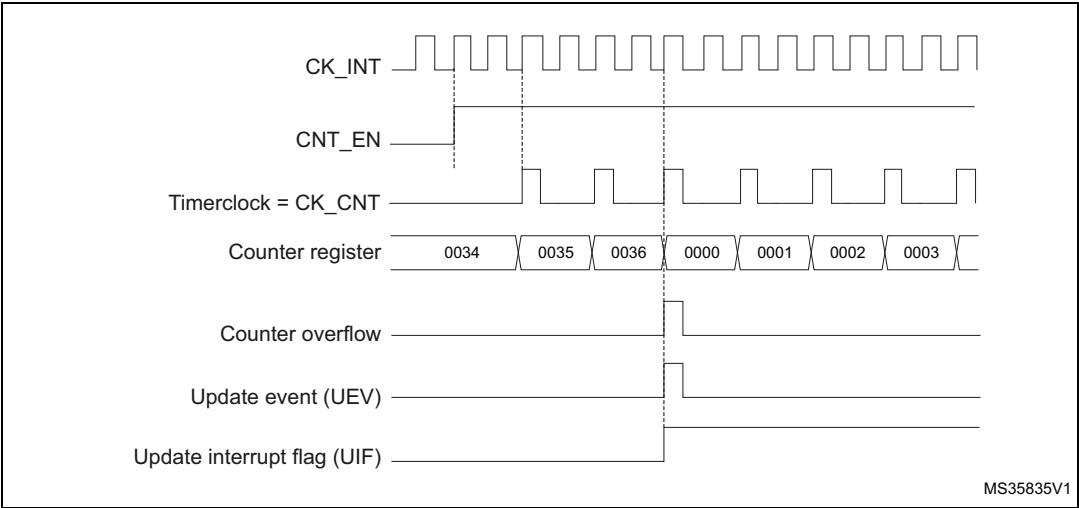 CK_INT
CNT_EN
Timerclock = CK_CNT
Counter register 0034 0035 0036 0000 0001 0002 0003
Counter overflow
Update event (UEV)
Update interrupt flag (UIF)
MS35835V1